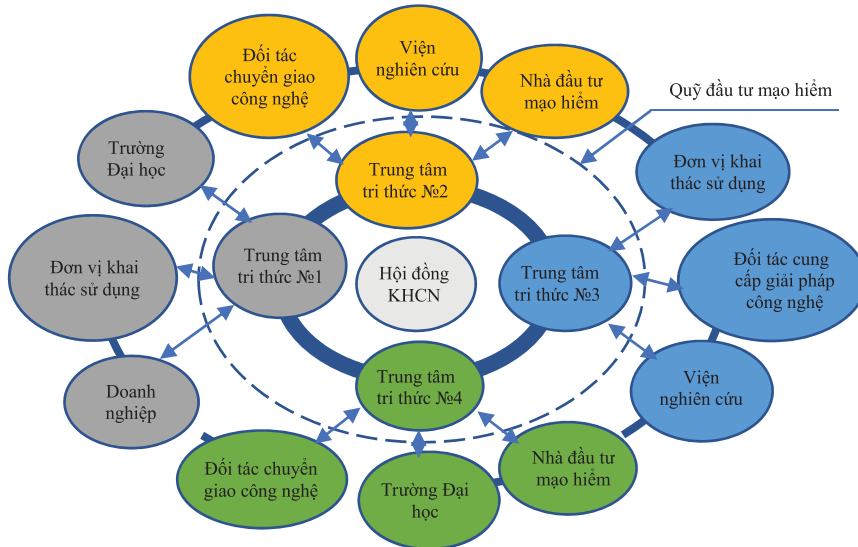 Đối tác
chuyển giao
công nghệ
Viện
nghiên cứu
Nhà đầu tư
mạo hiểm
Quỹ đầu tư mạo hiểm
Trường
Đại học
Trung tâm
tri thức №2
Đơn vị khai
thác sử dụng
Đơn vị khai
thác sử dụng
Trung tâm
tri thức №1
Hội đồng
KHCN
Trung tâm
tri thức №3
Đối tác cung
cấp giải pháp
công nghệ
Doanh
nghiệp
Trung tâm
tri thức №4
Viện
nghiên cứu
Đối tác chuyển
giao công nghệ
Trường Đại
học
Nhà đầu tư
mạo hiểm